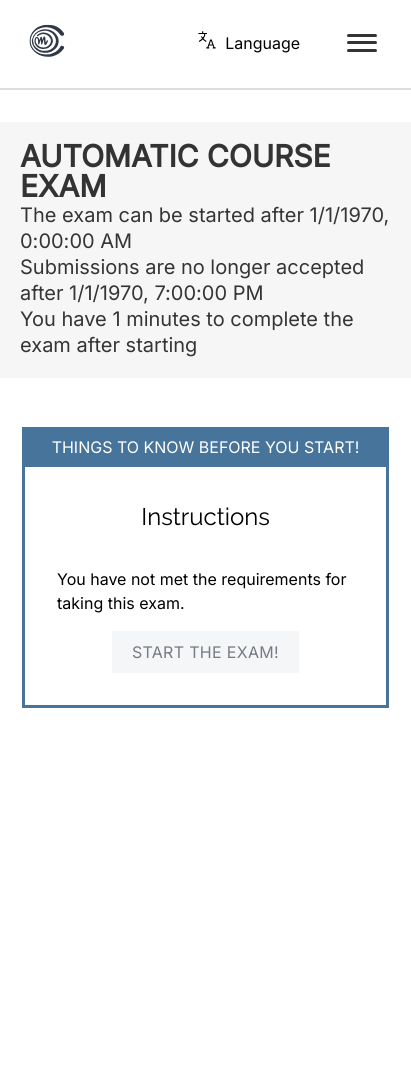 Language
AUTOMATIC COURSE
EXAM
The exam can be started after 1/1/1970,
0:00:00 AM
Submissions are no longer accepted
after 1/1/1970, 7:00:00 PM
You have 1 minutes to complete the
exam after starting
THINGS TO KNOW BEFORE YOU START!
Instructions
You have not met the requirements for
taking this exam.
START THE EXAM!